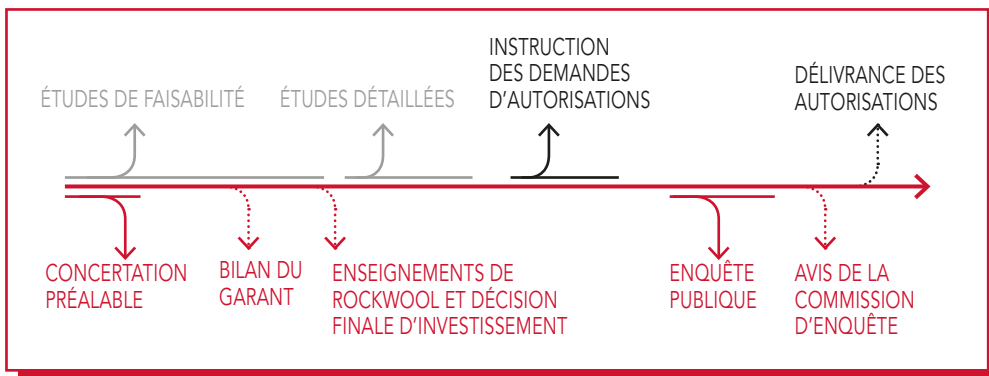 ÉTUDES DE FAISABILITÉ
ÉTUDES DÉTAILLÉES
INSTRUCTION
DES DEMANDES
D'AUTORISATIONS
DÉLIVRANCE DES
AUTORISATIONS
CONCERTATION
PRÉALABLE
BILAN DU
GARANT
ENSEIGNEMENTS DE
ROCKWOOL ET DÉCISION
FINALE D'INVESTISSEMENT
ENQUÊTE
PUBLIQUE
AVIS DE LA
COMMISSION
D'ENQUÊTE